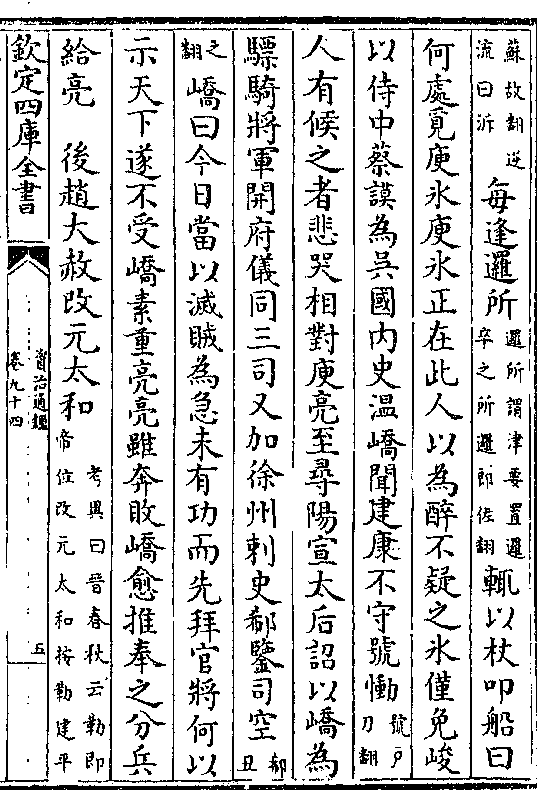 蘇故翻逆
流曰泝
每逢邏所
邏所謂津要置邏
卒之所邏郎佐翻
輒以杖叩船曰
何處覔庾氷庾氷正在此人以為醉不疑之氷僅免峻
以侍中蔡謨為吳國内史温嶠聞建康不守號慟
號戶
刀翻
人有候之者悲哭相對庾亮至尋陽宣太后詔以嶠為
驃騎將軍開府儀同三司又加徐州刺史郗鑒司空
郗丑
之翻
嶠曰今日當以滅賊為急未有功而先拜官將何以
示天下遂不受嶠素重亮亮雖奔敗嶠愈推奉之分兵
給亮　後趙大赦改元太和
考異曰晉春秋云勒即
帝位改元太和按勒建平
欽定四庫全書
資治通鑑
卷九十四
五